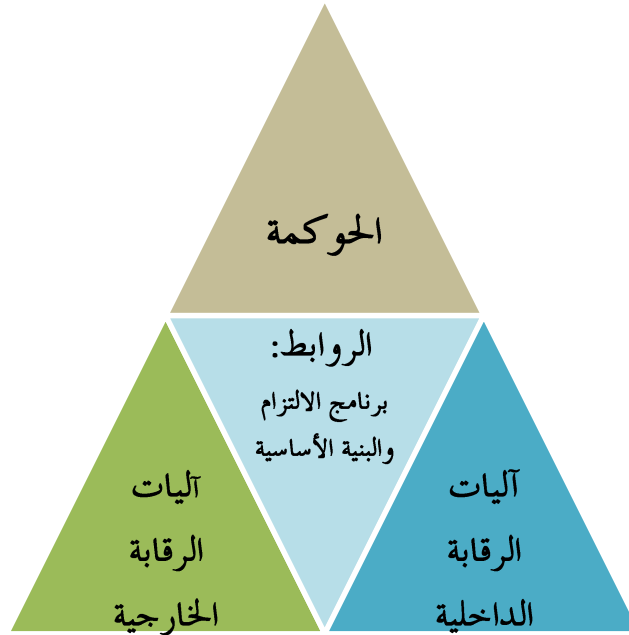 الحوكمة
الروابط:
برنامج الالتزام
والبنية الأساسية
آليات
الرقابة
الداخلية
آليات
الرقابة
الخارجية